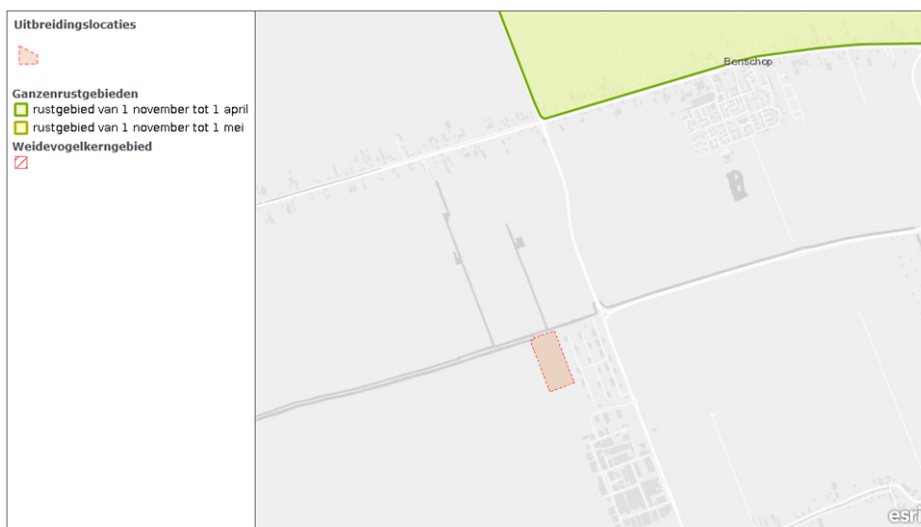 Uitbreidingslocaties
Ganzenrustgebieden
rustgebied van 1 november tot 1 april
rustgebied van 1 november tot 1 mei
Weidevogelkerngebied
Benschop
esri